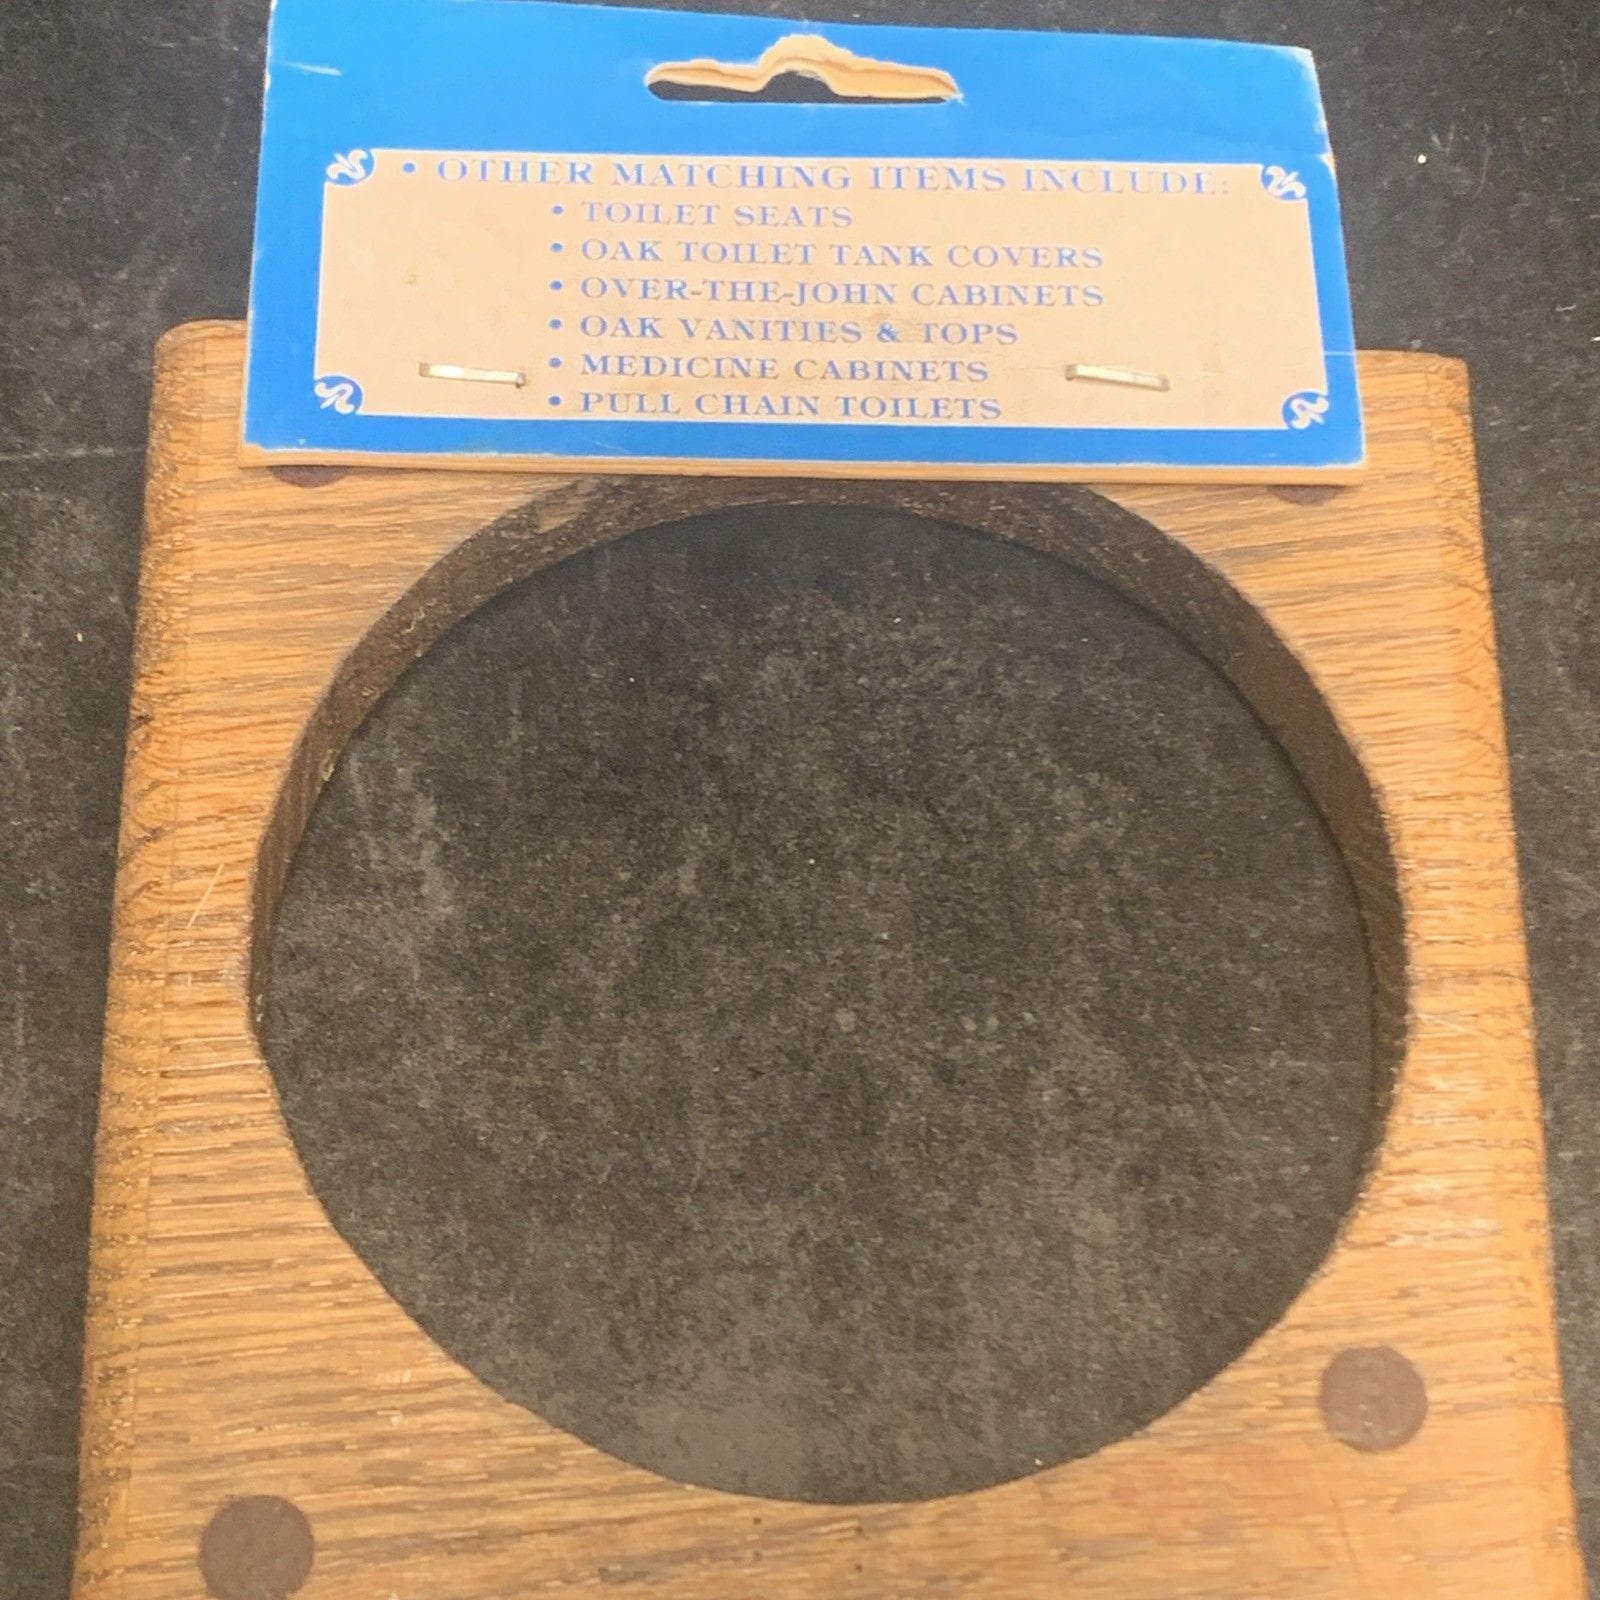 • OTHER MATCHING ITEMS INCLUDE:
• TOILET SEATS
• OAK TOILET TANK COVERS
• OVER-THE-JOHN CABINETS
• OAK VANITIES & TOPS
• MEDICINE CABINETS
• PULL CHAIN TOILETS